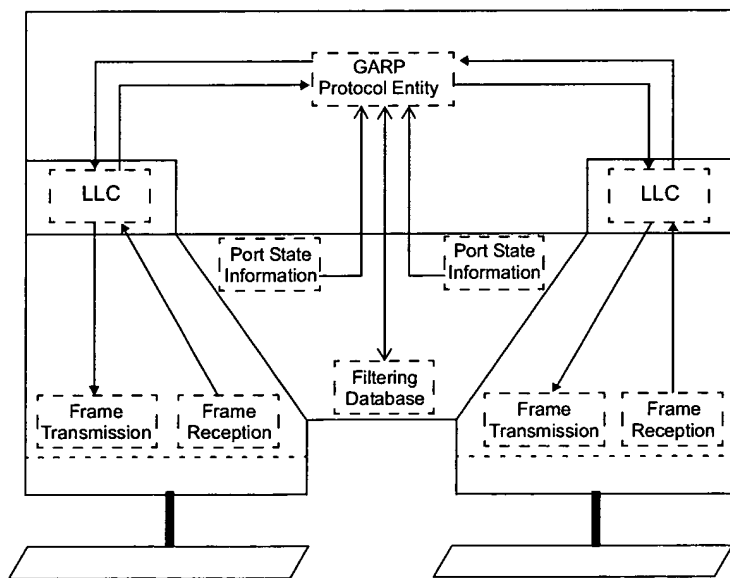 GARP
Protocol Entity
LLC
LLC
Port State
Information
Port State
Information
Filtering
Database
Frame
Transmission
Frame
Reception
Frame
Transmission
Frame
Reception